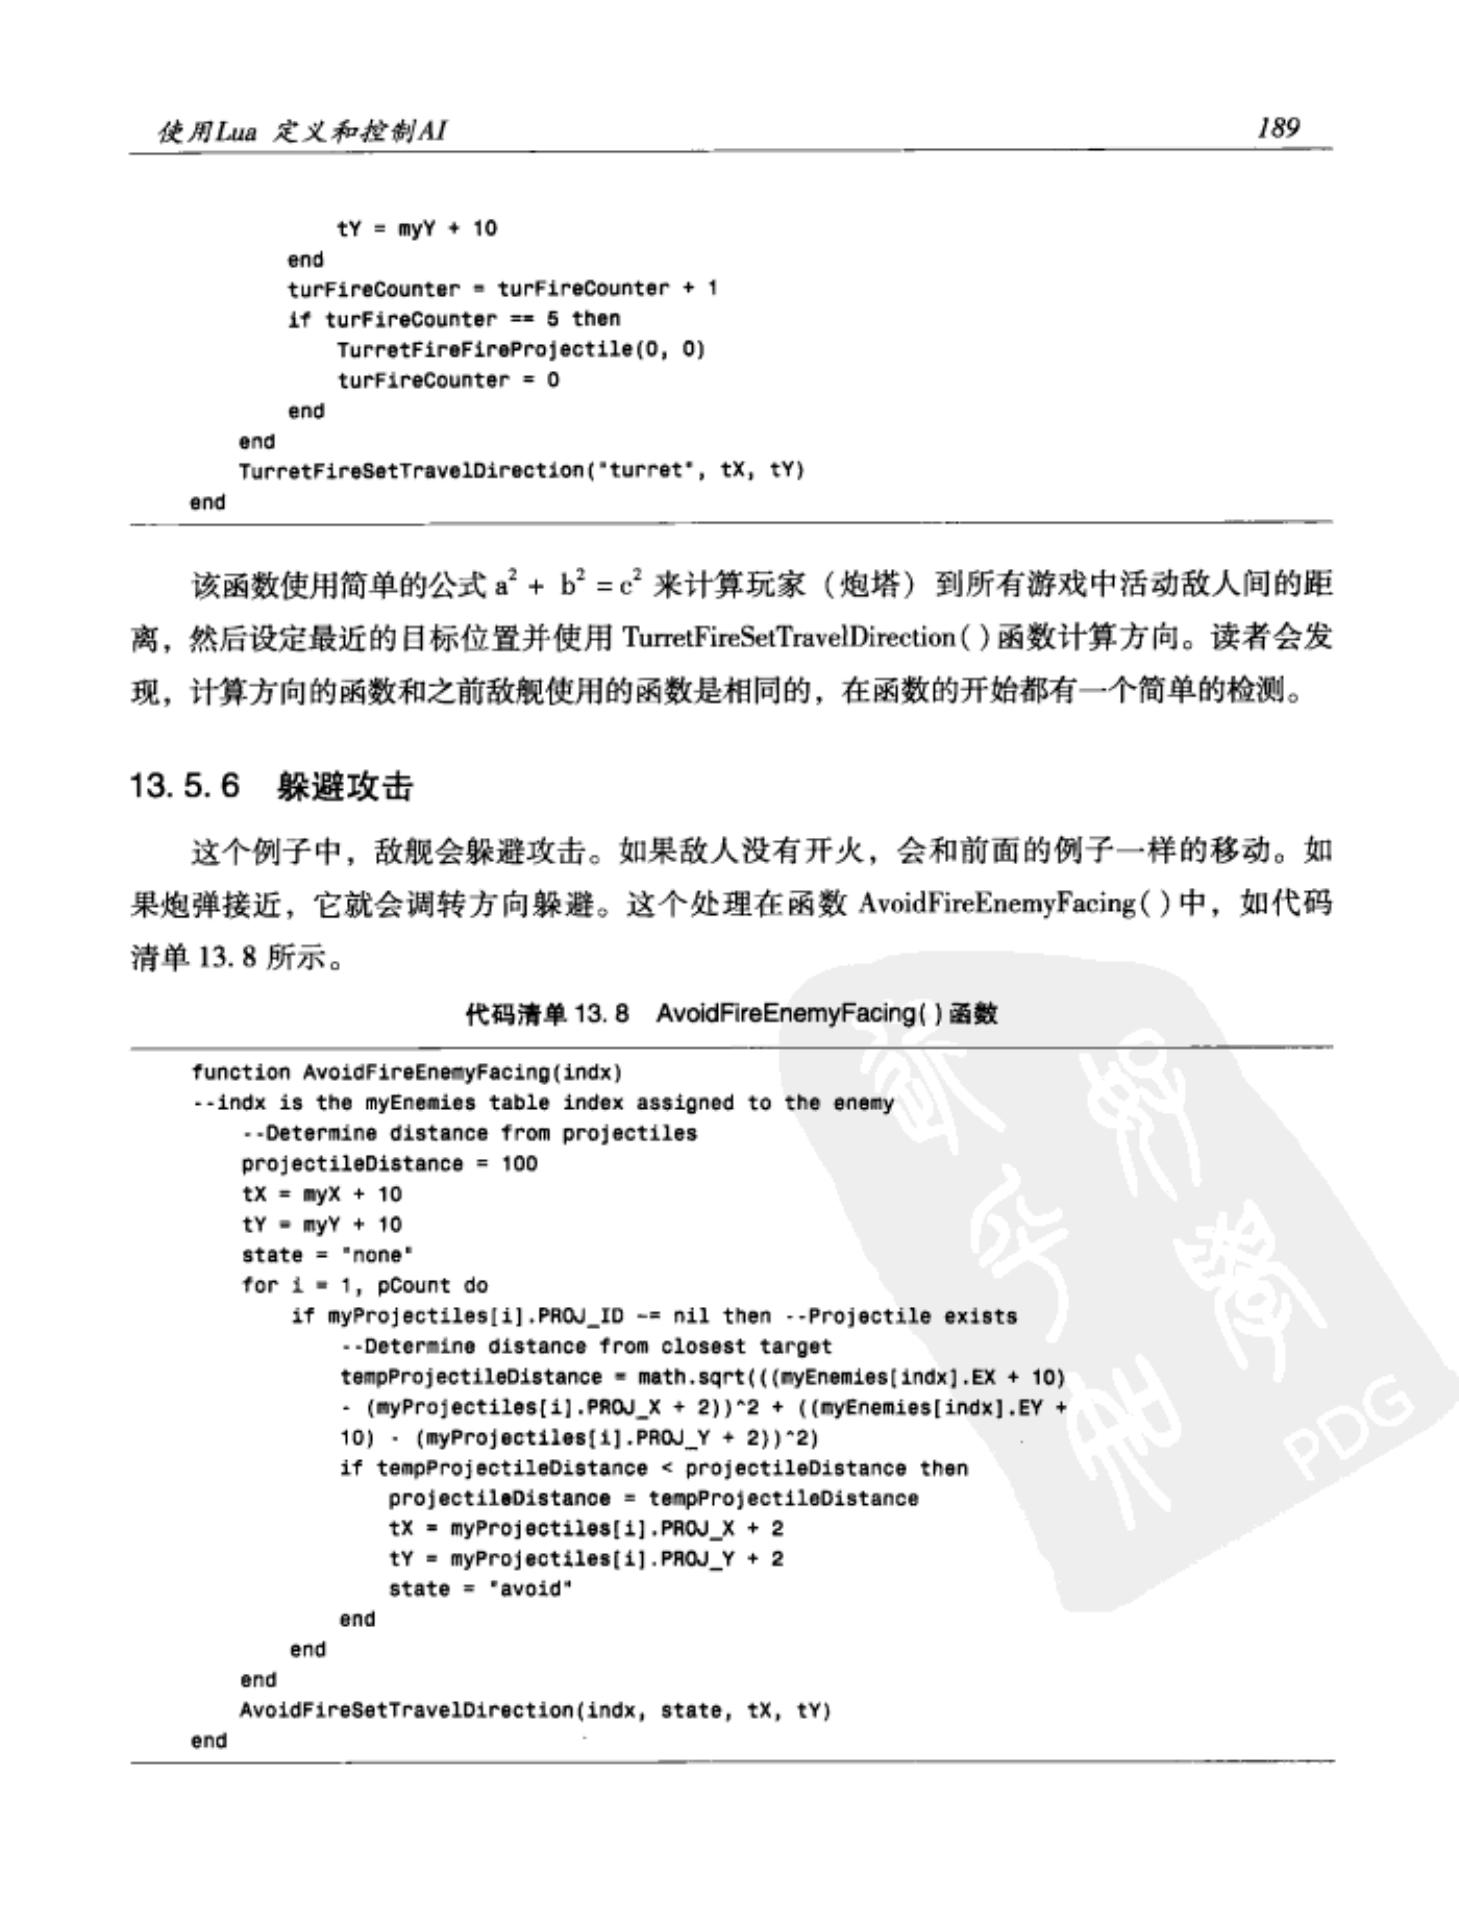 使用Lua 定义和控制AI 189
tY = myY + 10
end
turFireCounter = turFireCounter + 1
if turFireCounter == 5 then
TurretFireFireProjectile(0, 0)
turFireCounter = 0
end
end
TurretFireSetTravelDirection("turret", tX, tY)
end
该函数使用简单的公式 a² + b² = c² 来计算玩家（炮塔）到所有游戏中活动敌人间的距
离，然后设定最近的目标位置并使用 TurretFireSetTravelDirection( )函数计算方向。读者会发
现，计算方向的函数和之前敌舰使用的函数是相同的，在函数的开始都有一个简单的检测。
13. 5. 6 躲避攻击
这个例子中，敌舰会躲避攻击。如果敌人没有开火，会和前面的例子一样的移动。如
果炮弹接近，它就会调转方向躲避。这个处理在函数 AvoidFireEnemyFacing( )中，如代码
清单 13. 8 所示。
代码清单 13. 8 AvoidFireEnemyFacing( )函数
function AvoidFireEnemyFacing(indx)
--indx is the myEnemies table index assigned to the enemy
--Determine distance from projectiles
projectileDistance = 100
tX = myX + 10
tY = myY + 10
state = "none"
for i = 1, pCount do
if myProjectiles[i].PROJ_ID ~= nil then --Projectile exists
--Determine distance from closest target
tempProjectileDistance = math.sqrt(((myEnemies[indx].EX + 10)
- (myProjectiles[i].PROJ_X + 2))^2 + ((myEnemies[indx].EY +
10) - (myProjectiles[i].PROJ_Y + 2))^2)
if tempProjectileDistance < projectileDistance then
projectileDistance = tempProjectileDistance
tX = myProjectiles[i].PROJ_X + 2
tY = myProjectiles[i].PROJ_Y + 2
state = "avoid"
end
end
end
AvoidFireSetTravelDirection(indx, state, tX, tY)
end
PDG